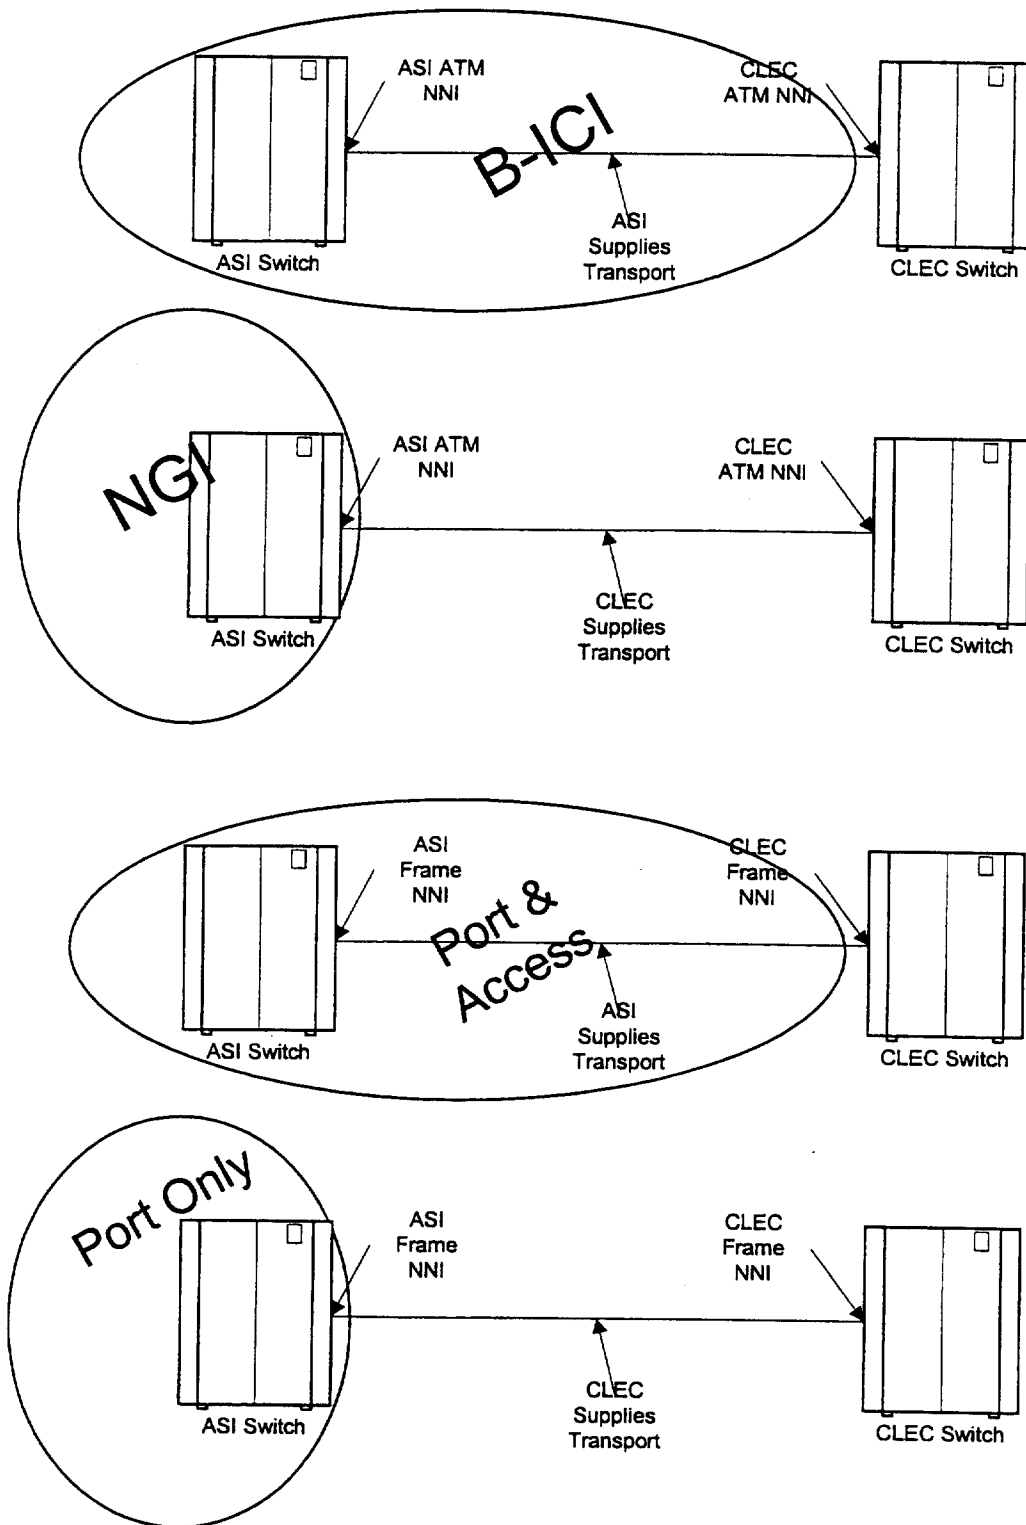 ASI ATM
NNI
CLEC
ATM NNI
B-ICI
ASI
Supplies
Transport
ASI Switch
CLEC Switch
NGI
ASI ATM
NNI
CLEC
ATM NNI
CLEC
Supplies
Transport
ASI Switch
CLEC Switch
ASI
Frame
NNI
CLEC
Frame
NNI
Port &
Access
ASI
Supplies
Transport
ASI Switch
CLEC Switch
Port Only
ASI
Frame
NNI
CLEC
Frame
NNI
CLEC
Supplies
Transport
ASI Switch
CLEC Switch